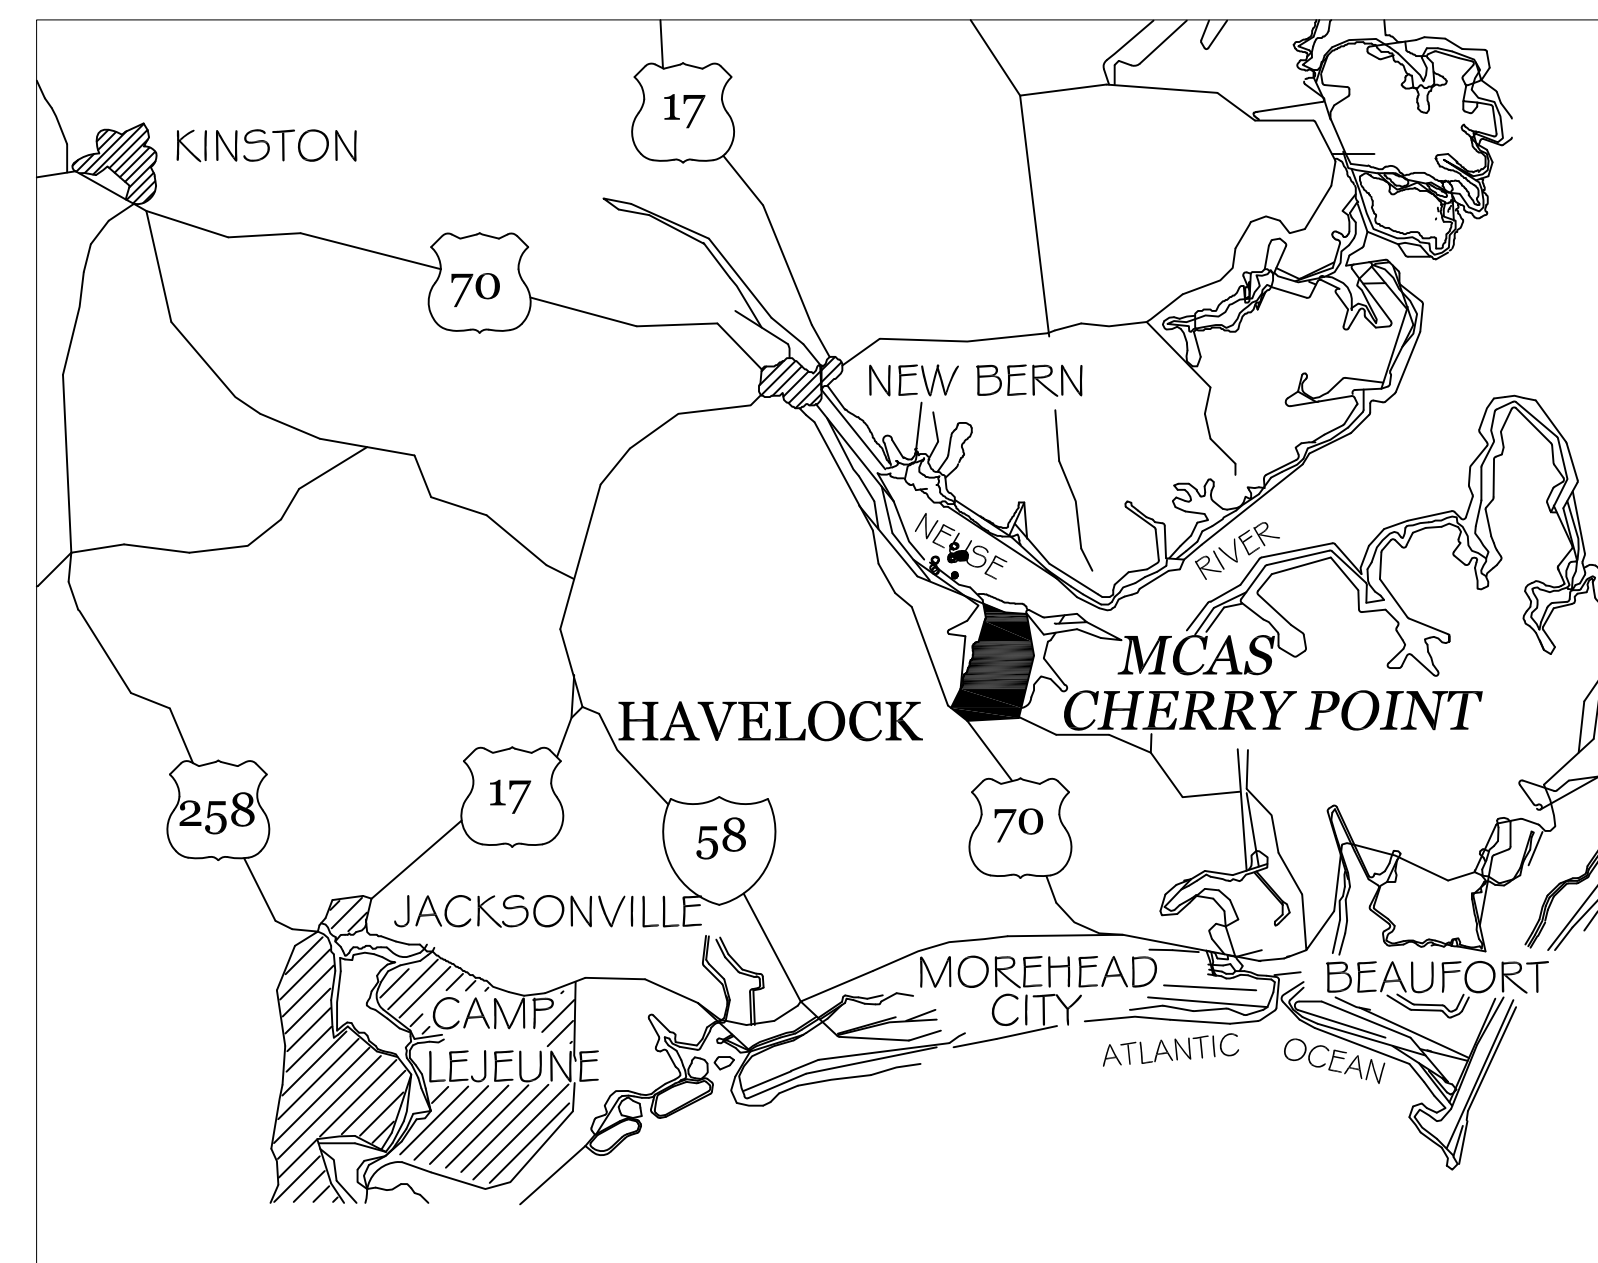 17
KINSTON
70
NEW BERN
NEUSE
RIVER
MCAS
CHERRY POINT
HAVELOCK
258
17
58
70
JACKSONVILLE
MOREHEAD
CITY
BEAUFORT
CAMP
LEJEUNE
ATLANTIC
OCEAN